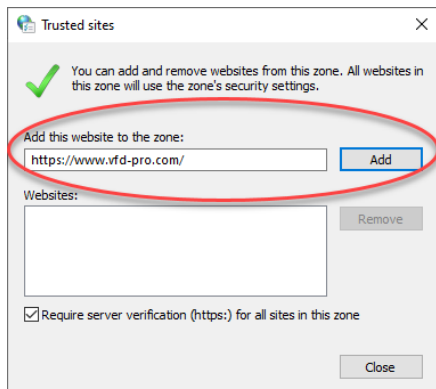 Trusted sites
You can add and remove websites from this zone. All websites in
this zone will use the zone's security settings.
Add this website to the zone:
https://www.vfd-pro.com/
Add
Websites:
Remove
Require server verification (https:) for all sites in this zone
Close